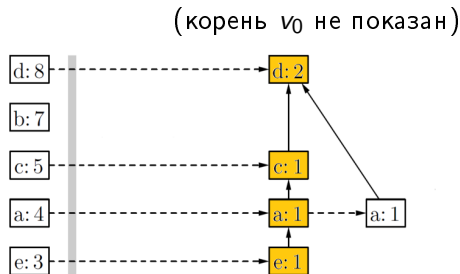 (корень v₀ не показан)
d: 8 d: 2
b: 7
c: 5 c: 1
a: 4 a: 1 a: 1
e: 3 e: 1